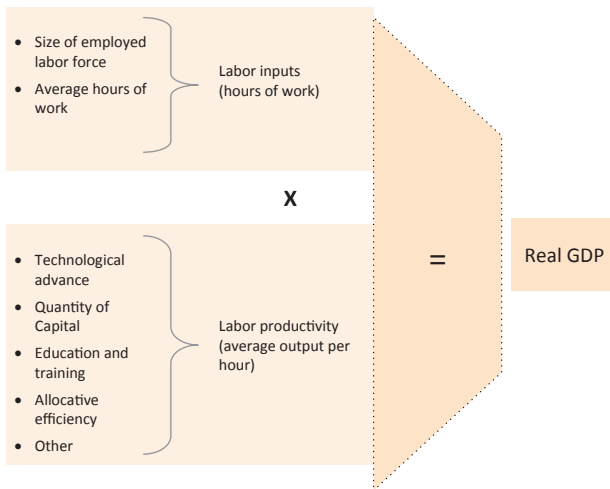 • Size of employed
labor force
• Average hours of
work
Labor inputs
(hours of work)
X
• Technological
advance
• Quantity of
Capital
• Education and
training
• Allocative
efficiency
• Other
Labor productivity
(average output per
hour)
=
Real GDP